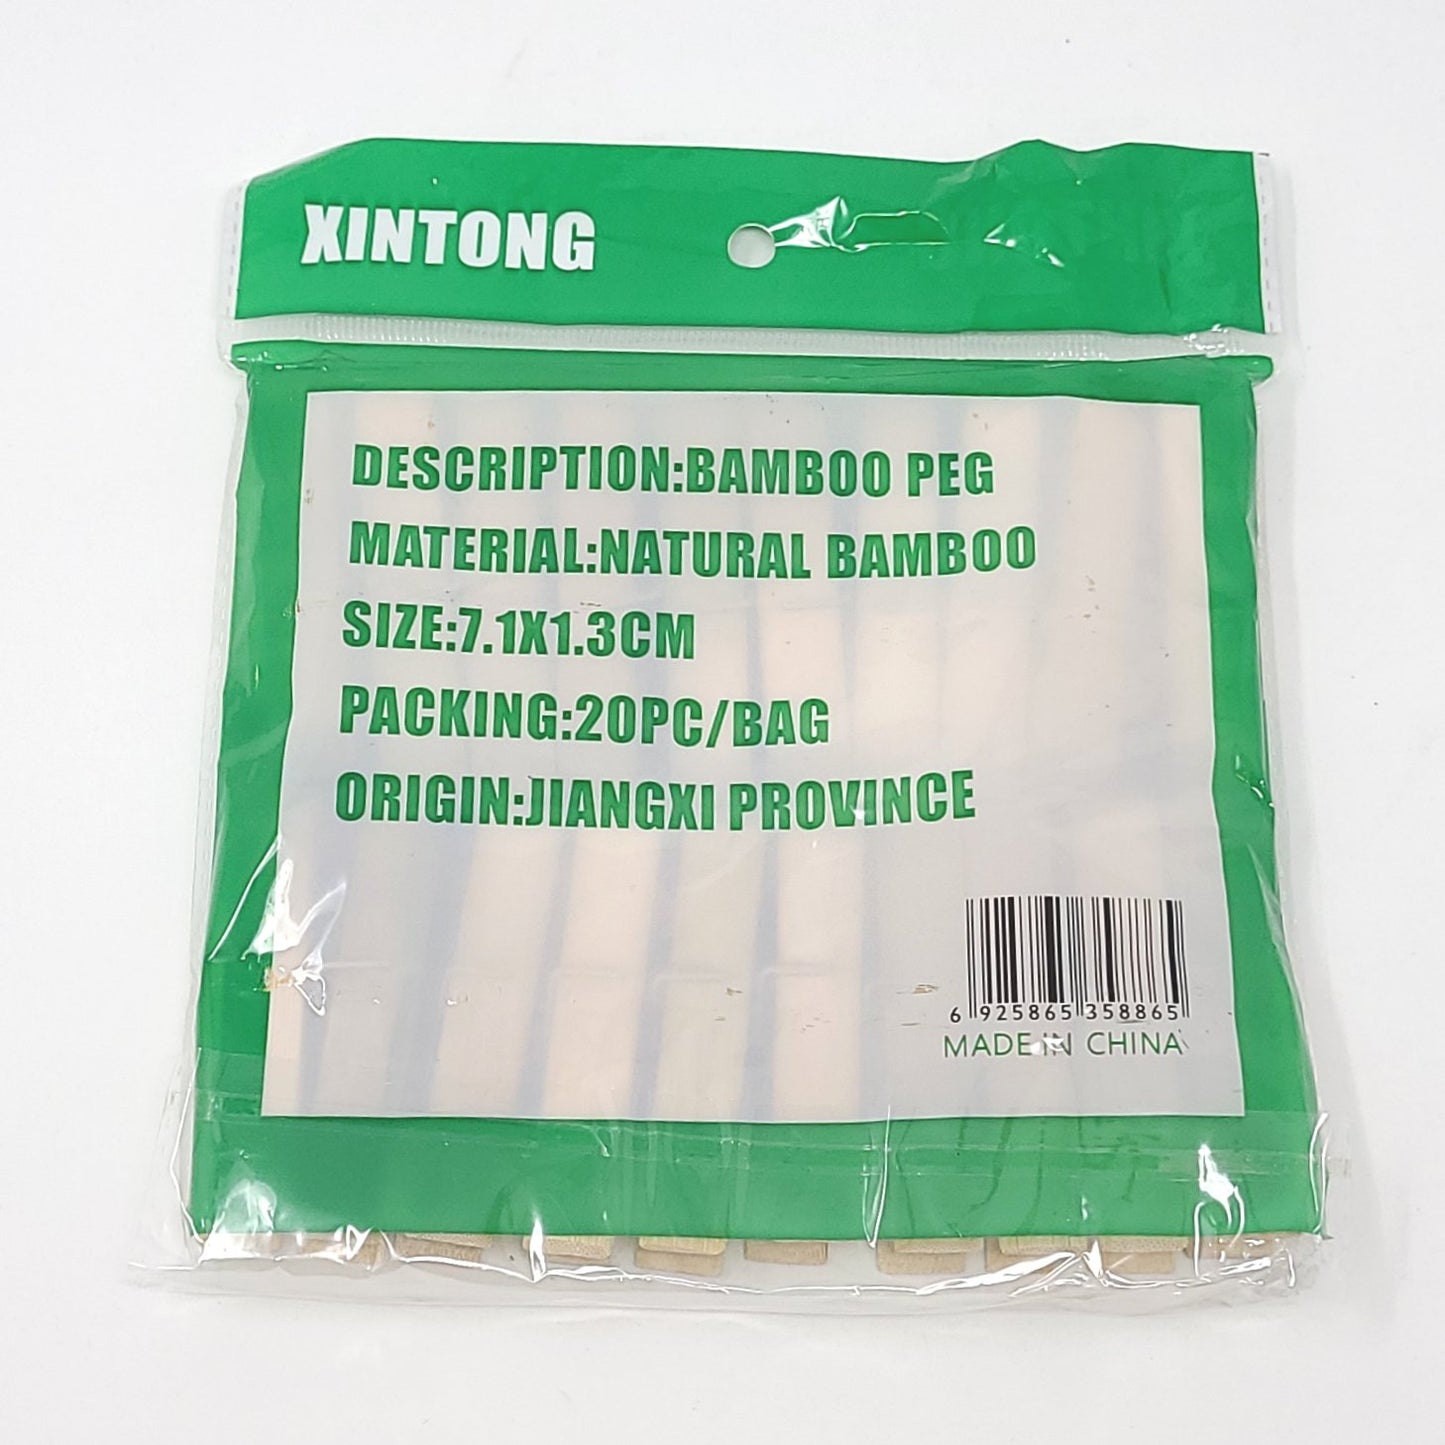 XINTONG
DESCRIPTION:BAMBOO PEG
MATERIAL:NATURAL BAMBOO
SIZE:7.1X1.3CM
PACKING:20PC/BAG
ORIGIN:JIANGXI PROVINCE
6 925865 358865
MADE IN CHINA